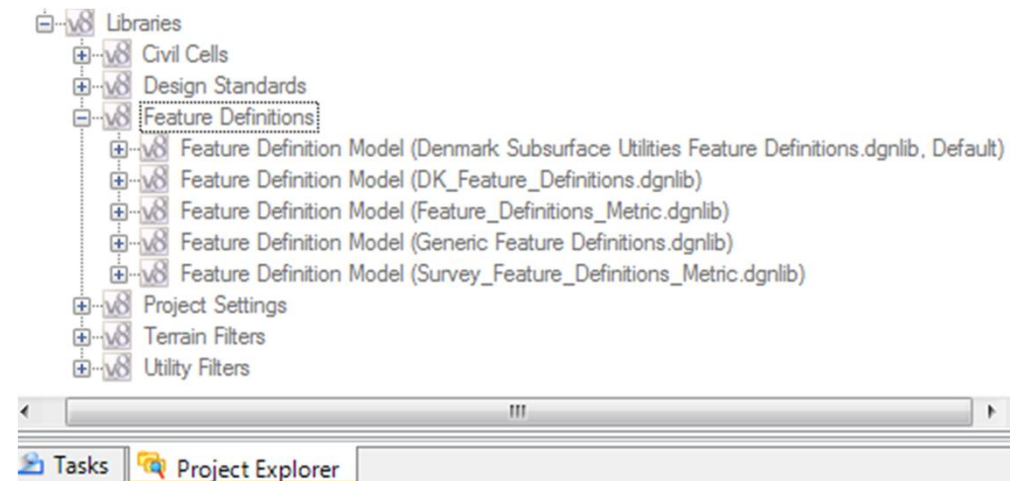 Libraries
Civil Cells
Design Standards
Feature Definitions
Feature Definition Model (Denmark Subsurface Utilities Feature Definitions.dgnlib, Default)
Feature Definition Model (DK_Feature_Definitions.dgnlib)
Feature Definition Model (Feature_Definitions_Metric.dgnlib)
Feature Definition Model (Generic Feature Definitions.dgnlib)
Feature Definition Model (Survey_Feature_Definitions_Metric.dgnlib)
Project Settings
Terrain Filters
Utility Filters
Tasks Project Explorer